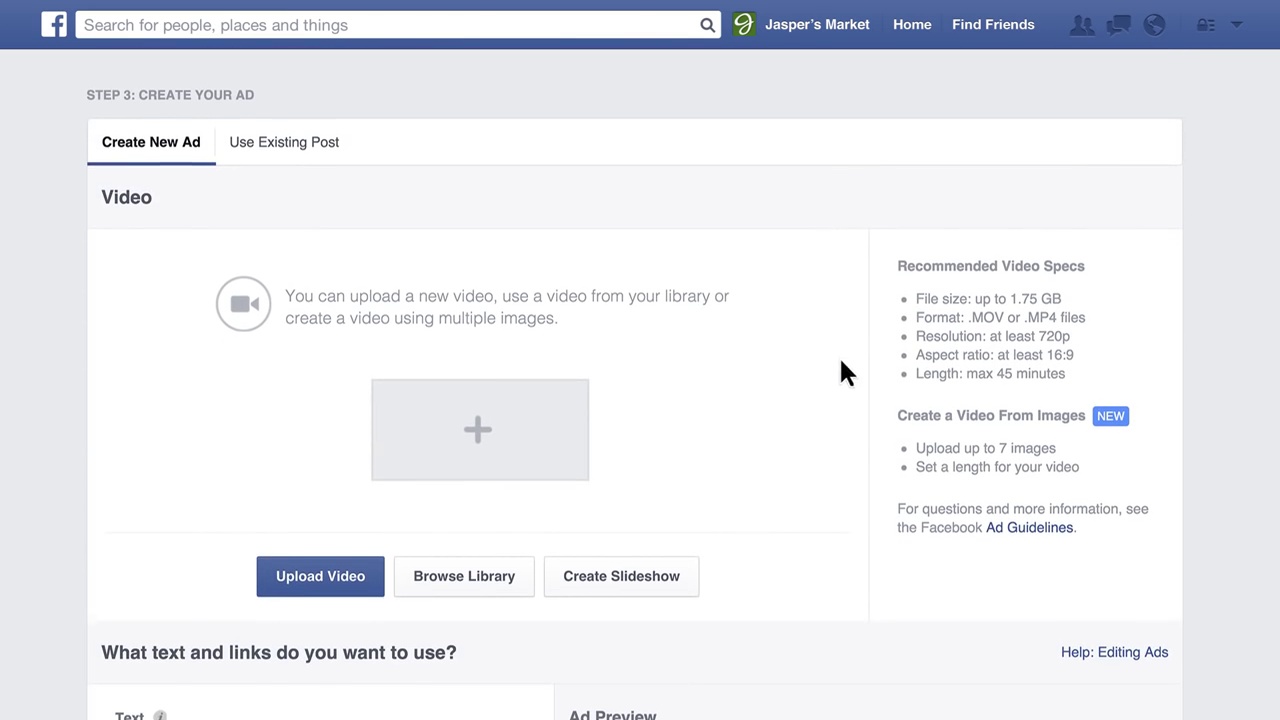 f
Search for people, places and things
Jasper's Market
Home
Find Friends
STEP 3: CREATE YOUR AD
Create New Ad
Use Existing Post
Video
You can upload a new video, use a video from your library or
create a video using multiple images.
Upload Video
Browse Library
Create Slideshow
Recommended Video Specs
File size: up to 1.75 GB
Format: .MOV or .MP4 files
Resolution: at least 720p
Aspect ratio: at least 16:9
Length: max 45 minutes
Create a Video From Images NEW
Upload up to 7 images
Set a length for your video
For questions and more information, see
the Facebook Ad Guidelines.
What text and links do you want to use?
Help: Editing Ads
Text i
Ad Preview